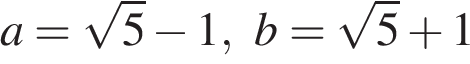 a = √5 − 1, b = √5 + 1